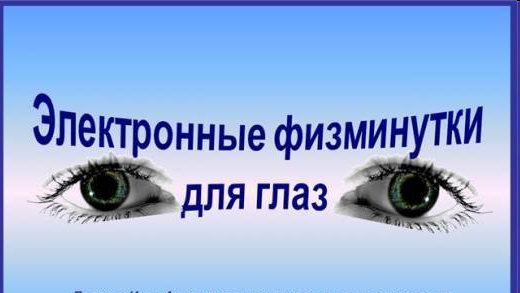 Электронные физминутки
для глаз